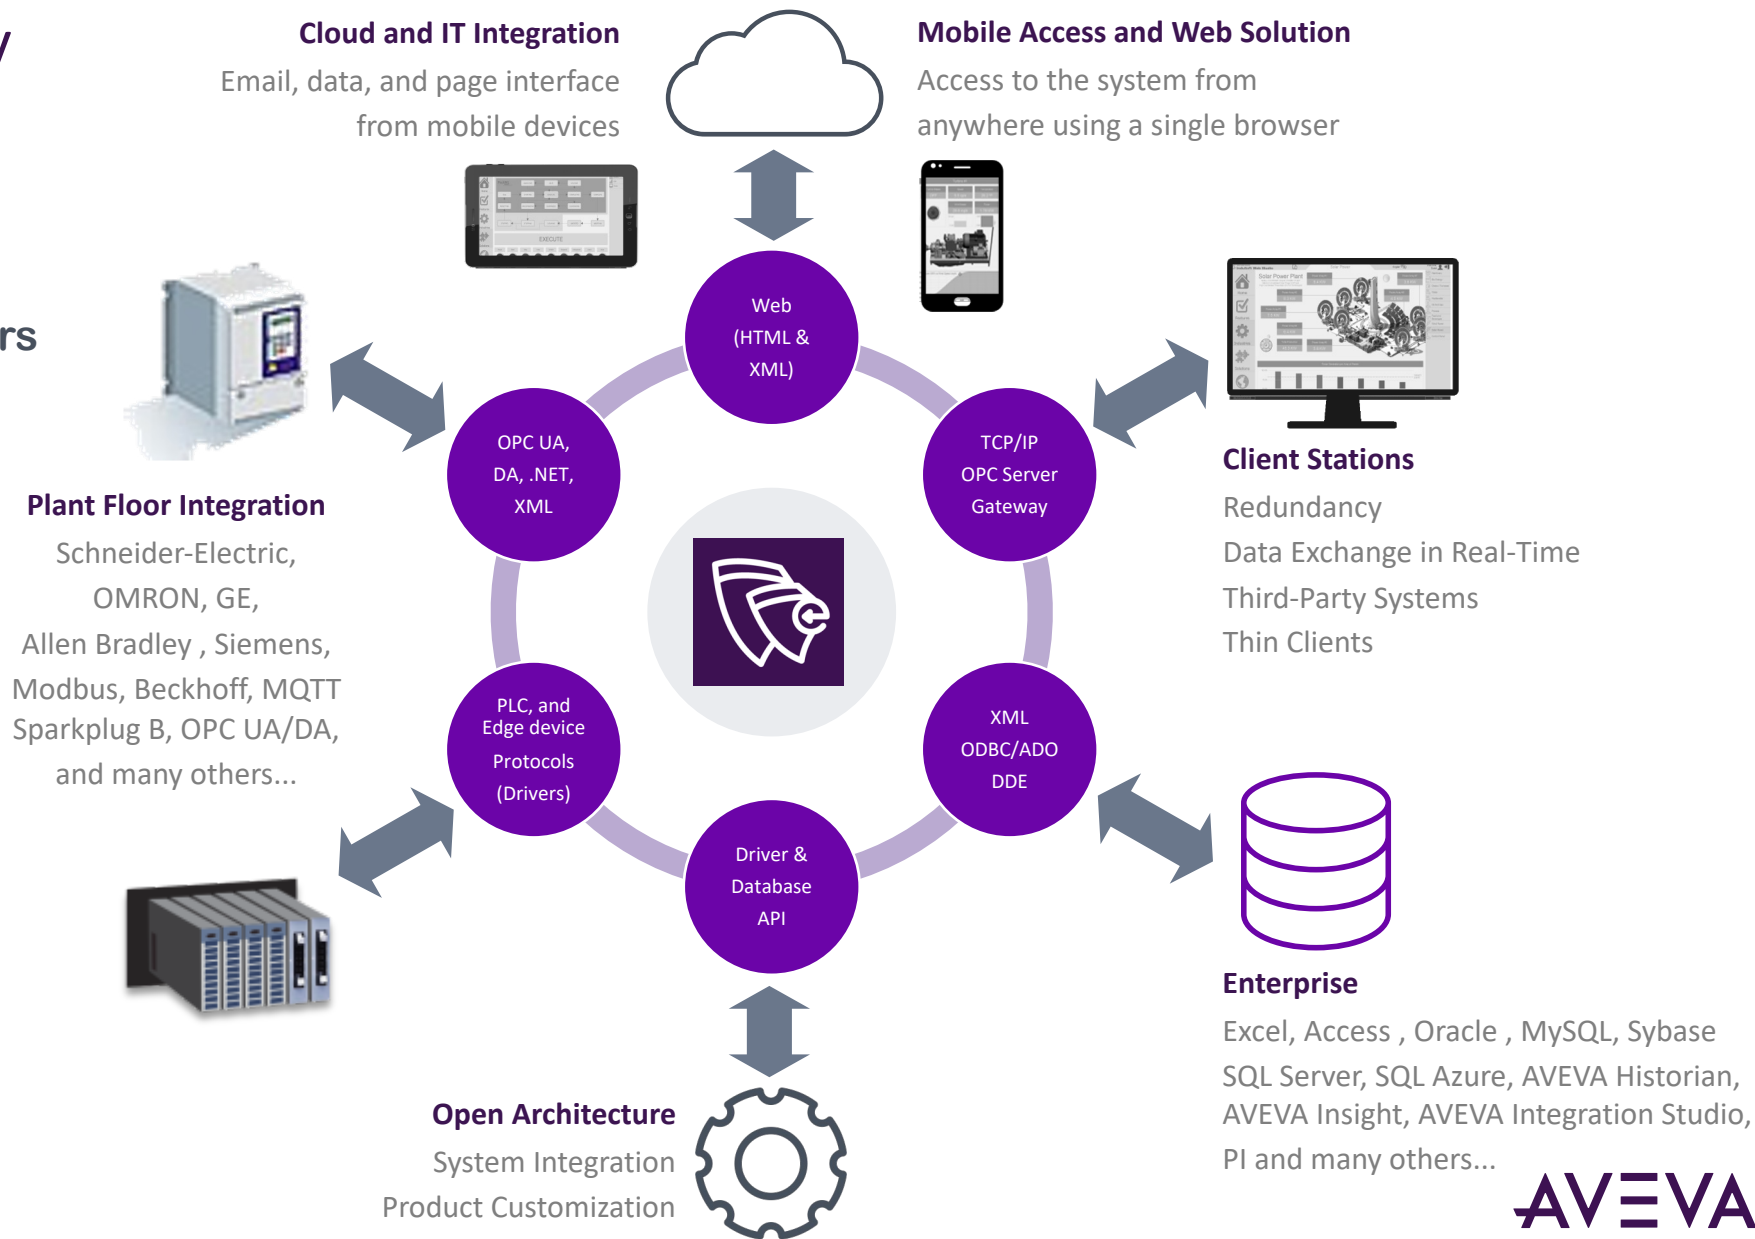 y
rs
Cloud and IT Integration
Email, data, and page interface
from mobile devices
Mobile Access and Web Solution
Access to the system from
anywhere using a single browser
EXECUTE
Solar Power Plant
Web
(HTML &
XML)
OPC UA,
DA, .NET,
XML
TCP/IP
OPC Server
Gateway
Plant Floor Integration
Schneider-Electric,
OMRON, GE,
Allen Bradley , Siemens,
Modbus, Beckhoff, MQTT
Sparkplug B, OPC UA/DA,
and many others...
Client Stations
Redundancy
Data Exchange in Real-Time
Third-Party Systems
Thin Clients
PLC, and
Edge device
Protocols
(Drivers)
XML
ODBC/ADO
DDE
Driver &
Database
API
Enterprise
Excel, Access , Oracle , MySQL, Sybase
SQL Server, SQL Azure, AVEVA Historian,
AVEVA Insight, AVEVA Integration Studio,
PI and many others...
Open Architecture
System Integration
Product Customization
AVEVA